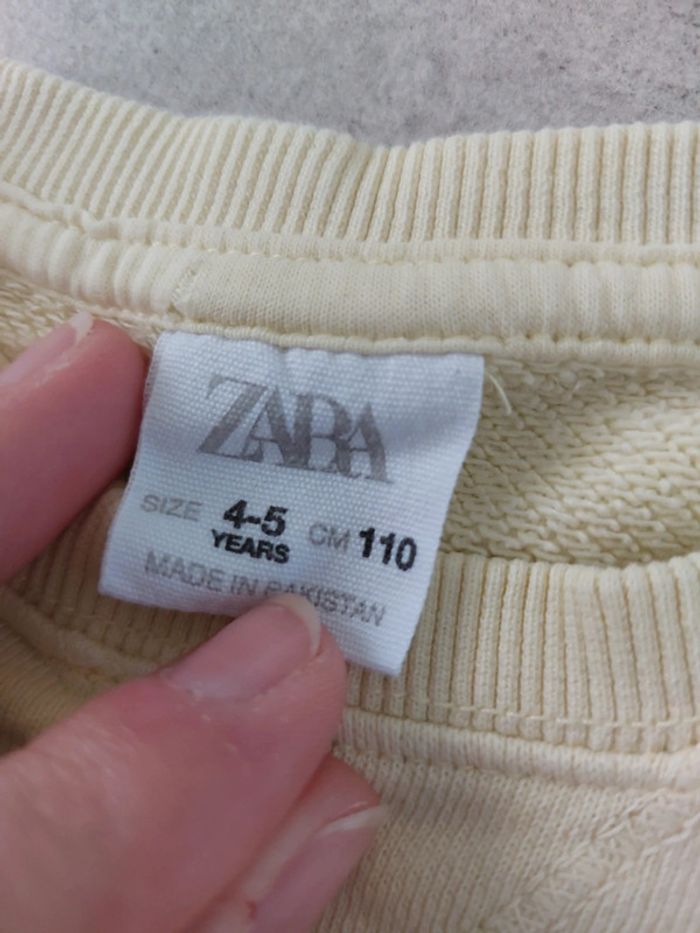 ZARA
SIZE 4-5 YEARS CM 110
MADE IN PAKISTAN